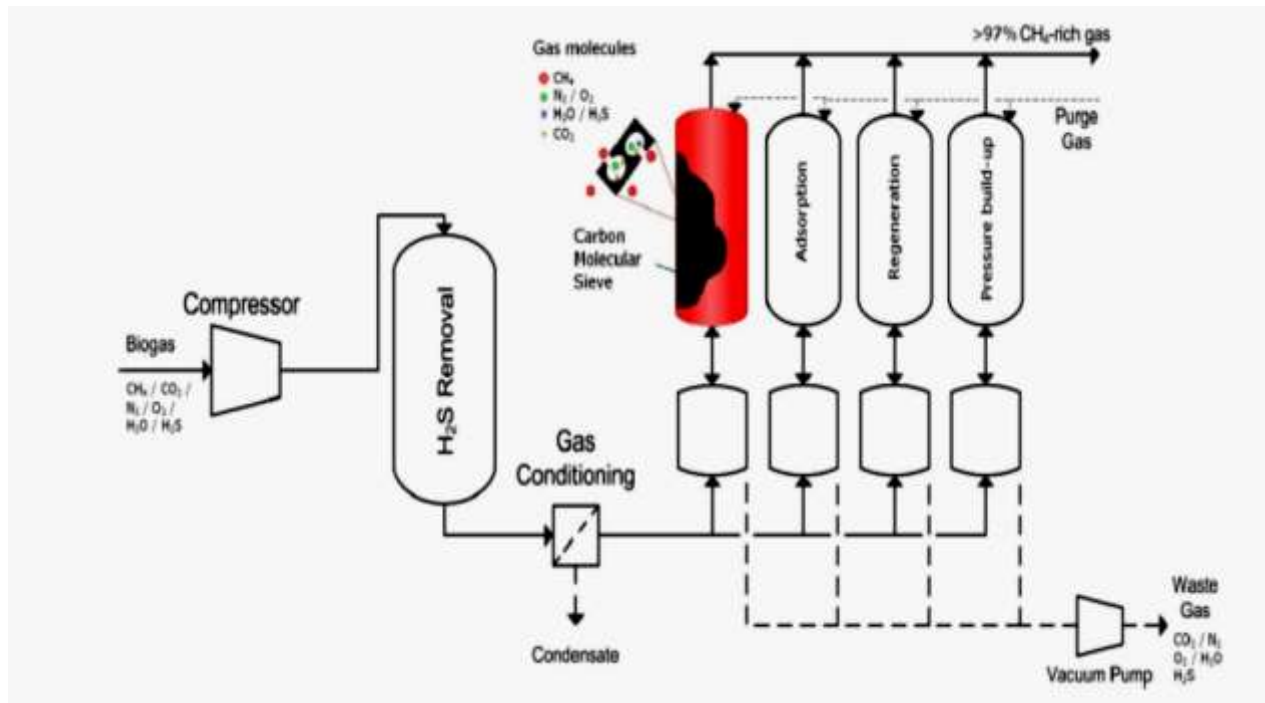 >97% CH₄-rich gas
Gas molecules
CH₄
N₂ / O₂
H₂O / H₂S
CO₂
Purge
Gas
Carbon
Molecular
Sieve
Adsorption
Regeneration
Pressure build-up
Compressor
Biogas
CH₄ / CO₂ /
N₂ / O₂ /
H₂O / H₂S
H₂S Removal
Gas
Conditioning
Condensate
Waste
Gas
CO₂ / N₂
O₂ / H₂O
H₂S
Vacuum Pump